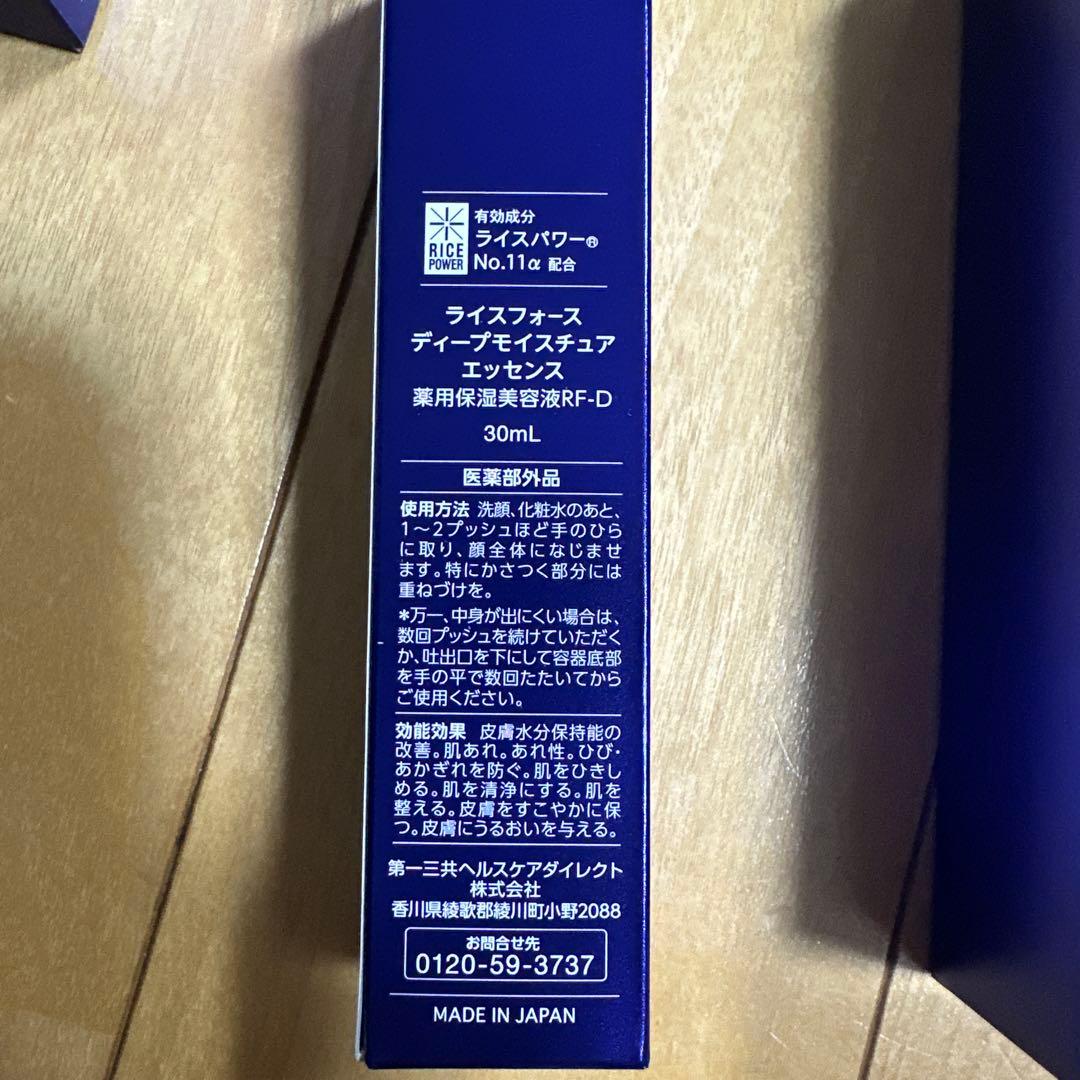 RICE
POWER
有効成分
ライスパワー®
No.11α 配合
ライスフォース
ディープモイスチュア
エッセンス
薬用保湿美容液RF-D
30mL
医薬部外品
使用方法 洗顔、化粧水のあと、
1～2プッシュほど手のひら
に取り、顔全体になじませ
ます。特にかさつく部分には
重ねづけを。
*万一、中身が出にくい場合は、
数回プッシュを続けていただく
か、吐出口を下にして容器底部
を手の平で数回たたいてから
ご使用ください。
効能効果 皮膚水分保持能の
改善。肌あれ。あれ性。ひび・
あかぎれを防ぐ。肌をひきし
める。肌を清浄にする。肌を
整える。皮膚をすこやかに保
つ。皮膚にうるおいを与える。
第一三共ヘルスケアダイレクト
株式会社
香川県綾歌郡綾川町小野2088
お問合せ先
0120-59-3737
MADE IN JAPAN